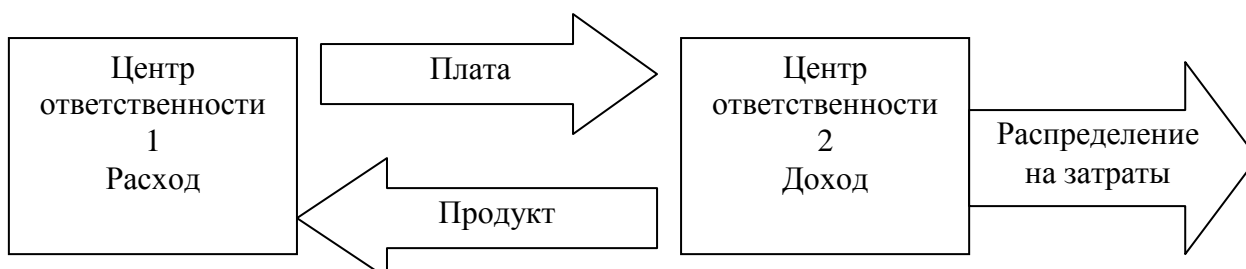 Центр
ответственности
1
Расход
Плата
Продукт
Центр
ответственности
2
Доход
Распределение
на затраты